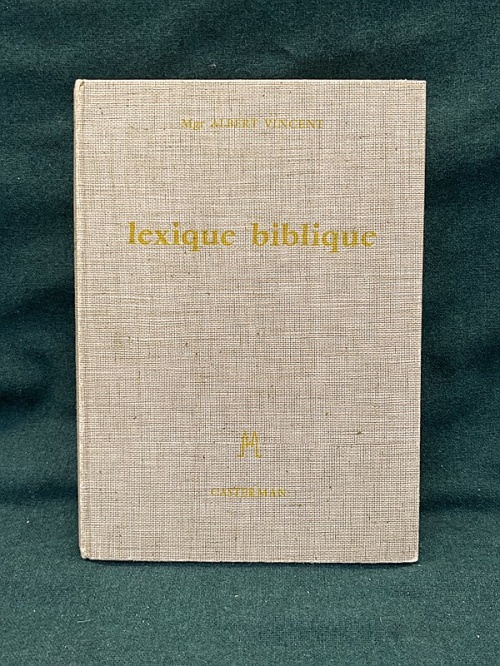 Mgr ALBERT VINCENT
lexique biblique
CASTERMAN